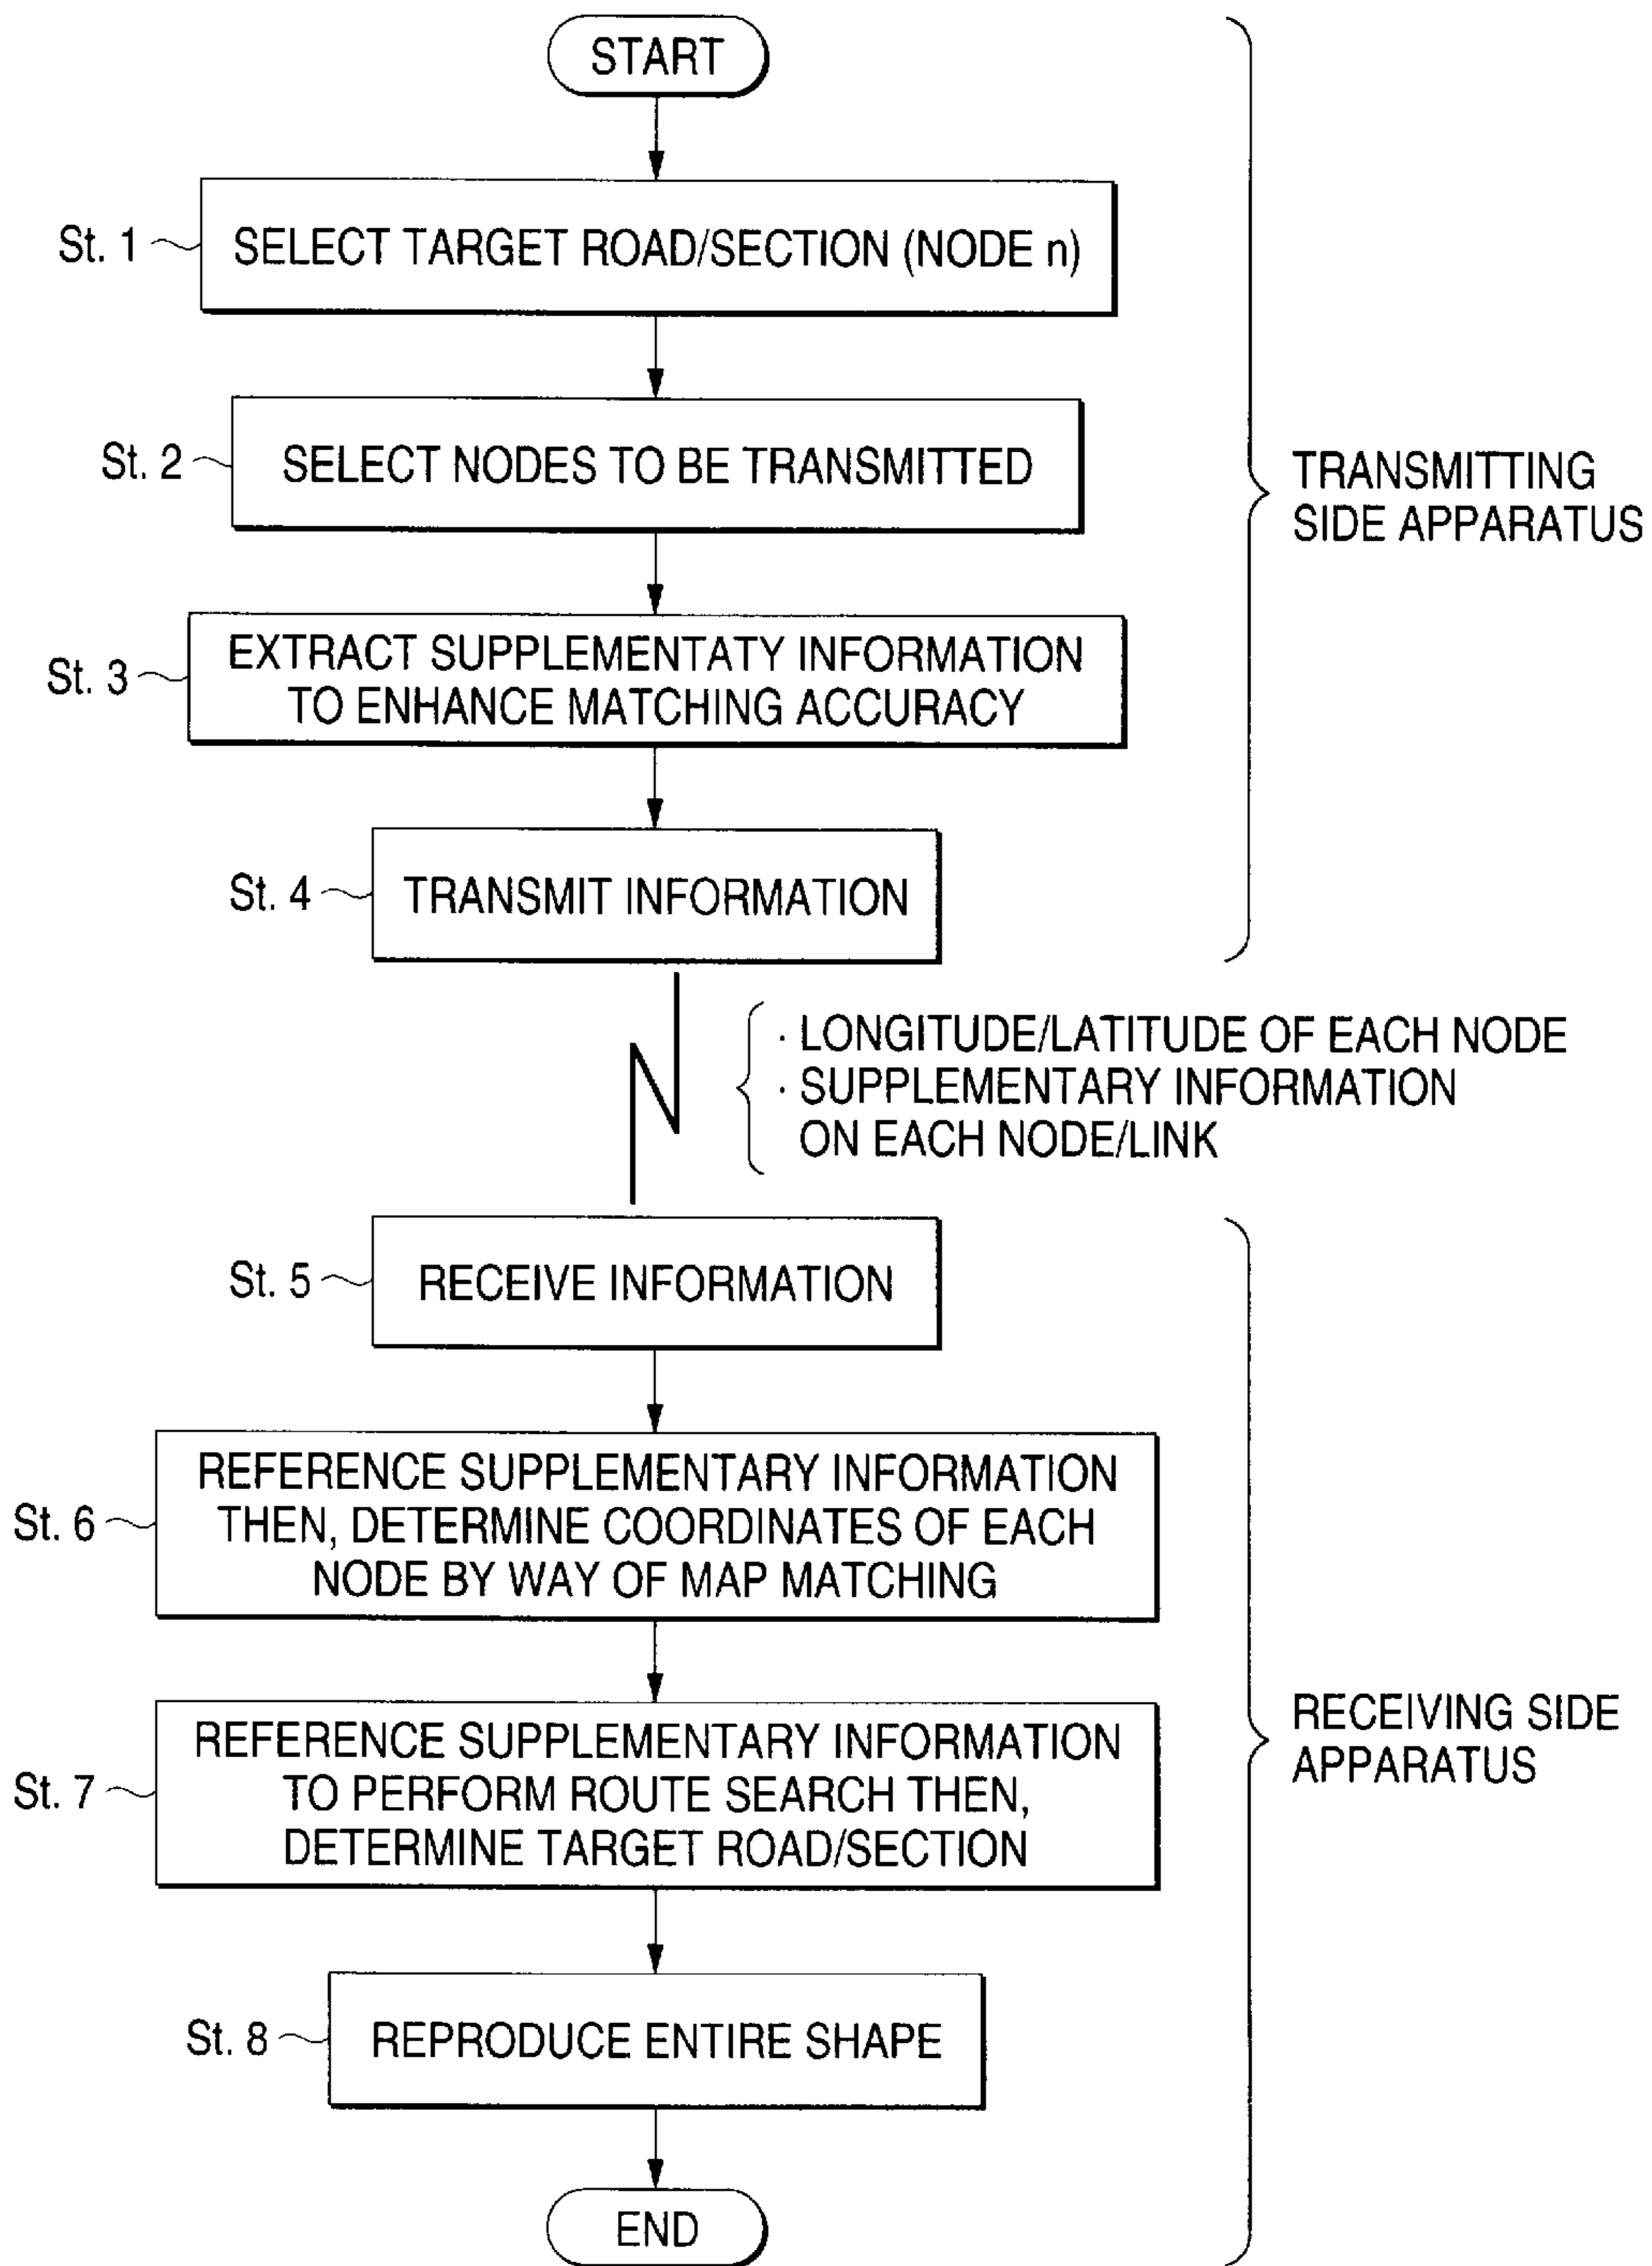 START
St. 1
SELECT TARGET ROAD/SECTION (NODE n)
St. 2
SELECT NODES TO BE TRANSMITTED
St. 3
EXTRACT SUPPLEMENTATY INFORMATION
TO ENHANCE MATCHING ACCURACY
St. 4
TRANSMIT INFORMATION
TRANSMITTING
SIDE APPARATUS
· LONGITUDE/LATITUDE OF EACH NODE
· SUPPLEMENTARY INFORMATION
ON EACH NODE/LINK
St. 5
RECEIVE INFORMATION
St. 6
REFERENCE SUPPLEMENTARY INFORMATION
THEN, DETERMINE COORDINATES OF EACH
NODE BY WAY OF MAP MATCHING
St. 7
REFERENCE SUPPLEMENTARY INFORMATION
TO PERFORM ROUTE SEARCH THEN,
DETERMINE TARGET ROAD/SECTION
RECEIVING SIDE
APPARATUS
St. 8
REPRODUCE ENTIRE SHAPE
END